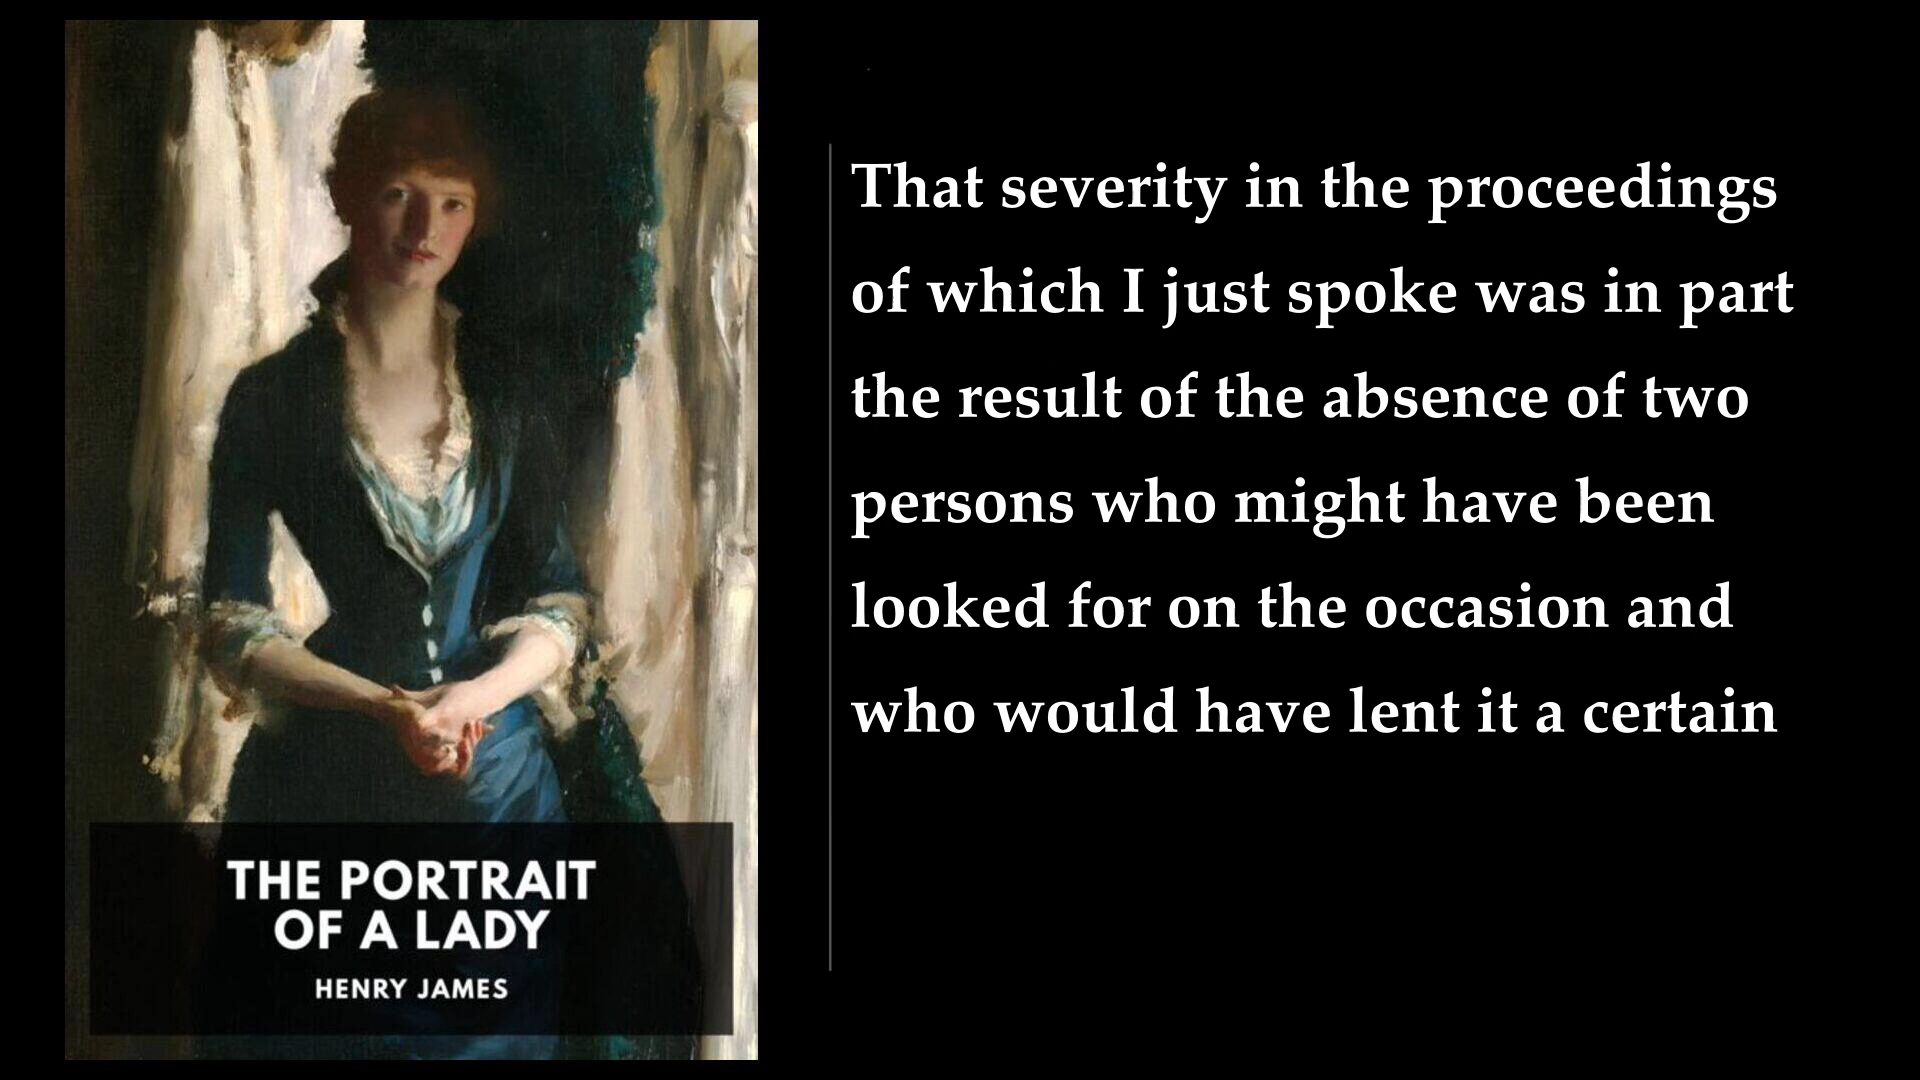 THE PORTRAIT
OF A LADY
HENRY JAMES
That severity in the proceedings
of which I just spoke was in part
the result of the absence of two
persons who might have been
looked for on the occasion and
who would have lent it a certain